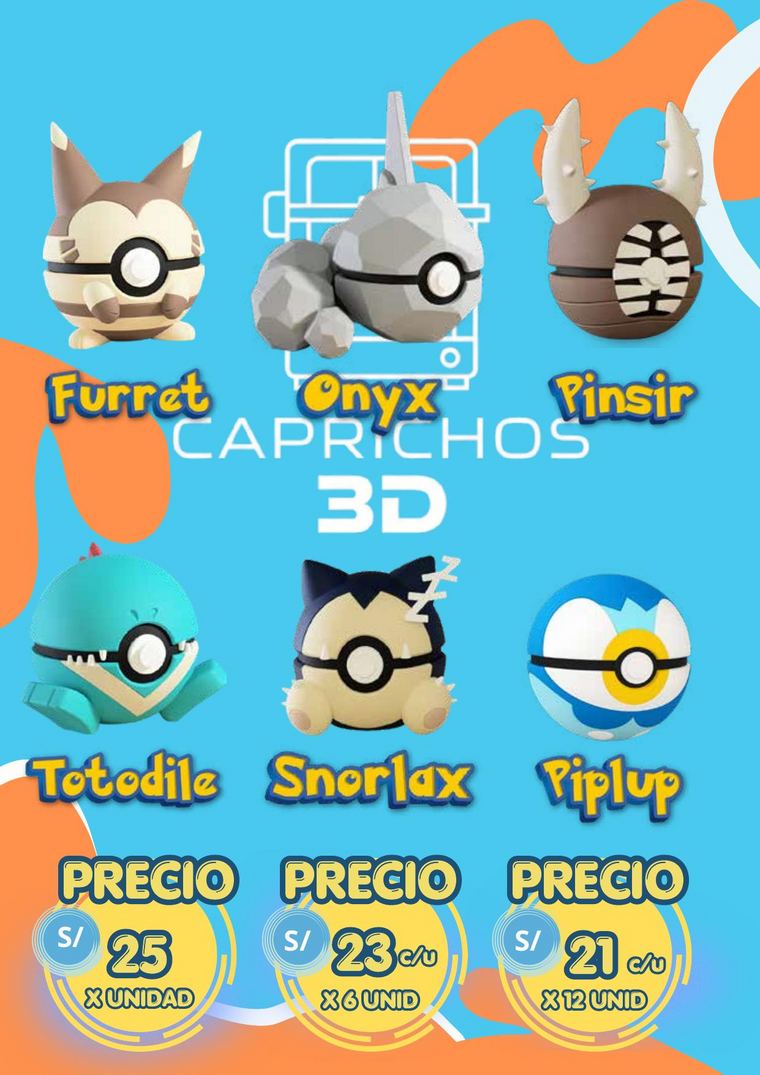 Furret
Onyx
Pinsir
CAPRICHOS
3D
Z
Z
Z
Totodile
Snorlax
Piplup
PRECIO
S/ 25
X UNIDAD
PRECIO
S/ 23 c/u
X 6 UNID
PRECIO
S/ 21 c/u
X 12 UNID